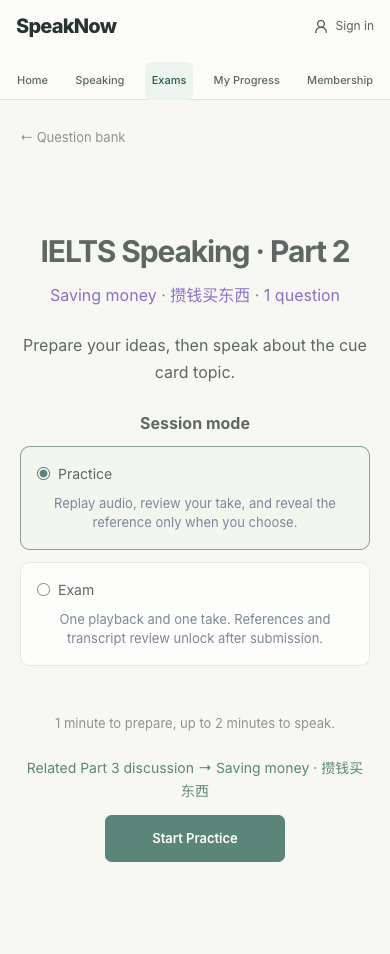 SpeakNow
Sign in
Home
Speaking
Exams
My Progress
Membership
← Question bank
IELTS Speaking · Part 2
Saving money · 攒钱买东西 · 1 question
Prepare your ideas, then speak about the cue
card topic.
Session mode
Practice
Replay audio, review your take, and reveal the
reference only when you choose.
Exam
One playback and one take. References and
transcript review unlock after submission.
1 minute to prepare, up to 2 minutes to speak.
Related Part 3 discussion → Saving money · 攒钱买
东西
Start Practice